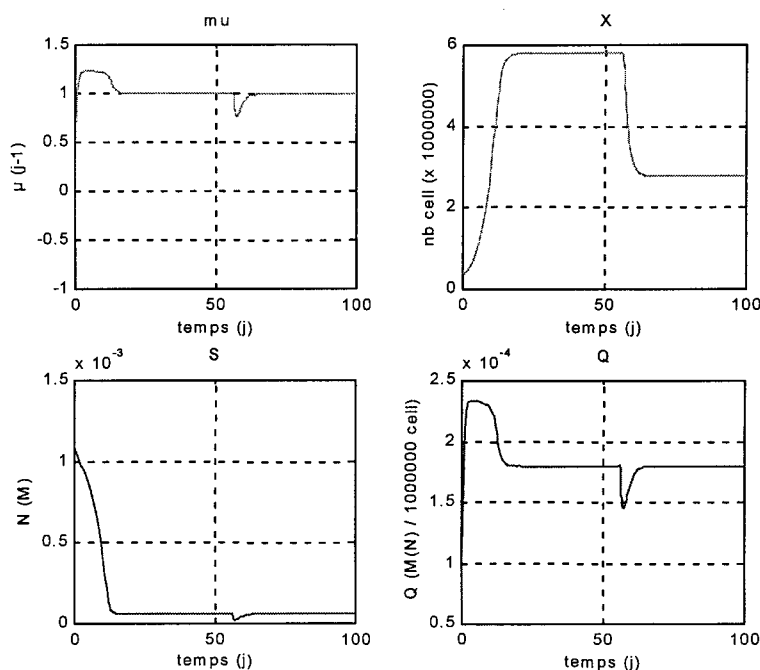 mu
1.5
1
0.5
0
-0.5
-1
µ (j-1)
0
50
100
temps (j)
X
6
4
2
0
nb cell (x 1000000)
0
50
100
temps (j)
x 10-3
S
1.5
1
0.5
0
N (M)
0
50
100
temps (j)
x 10-4
Q
2.5
2
1.5
1
0.5
Q (M(N) / 1000000 cell)
0
50
100
temps (j)